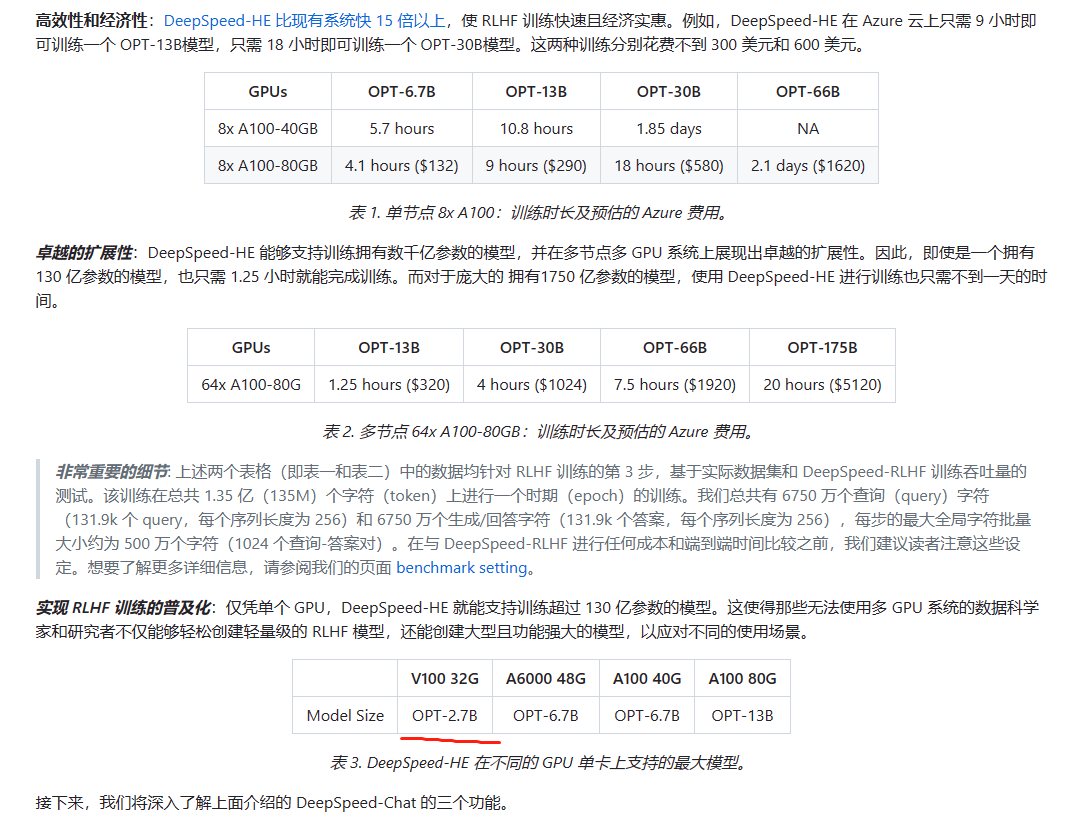 高效性和经济性：DeepSpeed-HE 比现有系统快 15 倍以上，使 RLHF 训练快速且经济实惠。例如，DeepSpeed-HE 在 Azure 云上只需 9 小时即
可训练一个 OPT-13B模型，只需 18 小时即可训练一个 OPT-30B模型。这两种训练分别花费不到 300 美元和 600 美元。
GPUs OPT-6.7B OPT-13B OPT-30B OPT-66B
8x A100-40GB 5.7 hours 10.8 hours 1.85 days NA
8x A100-80GB 4.1 hours ($132) 9 hours ($290) 18 hours ($580) 2.1 days ($1620)
表 1. 单节点 8x A100：训练时长及预估的 Azure 费用。
卓越的扩展性：DeepSpeed-HE 能够支持训练拥有数千亿参数的模型，并在多节点多 GPU 系统上展现出卓越的扩展性。因此，即使是一个拥有
130 亿参数的模型，也只需 1.25 小时就能完成训练。而对于庞大的 拥有1750 亿参数的模型，使用 DeepSpeed-HE 进行训练也只需不到一天的时
间。
GPUs OPT-13B OPT-30B OPT-66B OPT-175B
64x A100-80G 1.25 hours ($320) 4 hours ($1024) 7.5 hours ($1920) 20 hours ($5120)
表 2. 多节点 64x A100-80GB：训练时长及预估的 Azure 费用。
非常重要的细节: 上述两个表格（即表一和表二）中的数据均针对 RLHF 训练的第 3 步，基于实际数据集和 DeepSpeed-RLHF 训练吞吐量的
测试。该训练在总共 1.35 亿（135M）个字符（token）上进行一个时期（epoch）的训练。我们总共有 6750 万个查询（query）字符
（131.9k 个 query，每个序列长度为 256）和 6750 万个生成/回答字符（131.9k 个答案，每个序列长度为 256），每步的最大全局字符批量
大小约为 500 万个字符（1024 个查询-答案对）。在与 DeepSpeed-RLHF 进行任何成本和端到端时间比较之前，我们建议读者注意这些设
定。想要了解更多详细信息，请参阅我们的页面 benchmark setting。
实现 RLHF 训练的普及化：仅凭单个 GPU，DeepSpeed-HE 就能支持训练超过 130 亿参数的模型。这使得那些无法使用多 GPU 系统的数据科学
家和研究者不仅能够轻松创建轻量级的 RLHF 模型，还能创建大型且功能强大的模型，以应对不同的使用场景。
V100 32G A6000 48G A100 40G A100 80G
Model Size OPT-2.7B OPT-6.7B OPT-6.7B OPT-13B
表 3. DeepSpeed-HE 在不同的 GPU 单卡上支持的最大模型。
接下来，我们将深入了解上面介绍的 DeepSpeed-Chat 的三个功能。